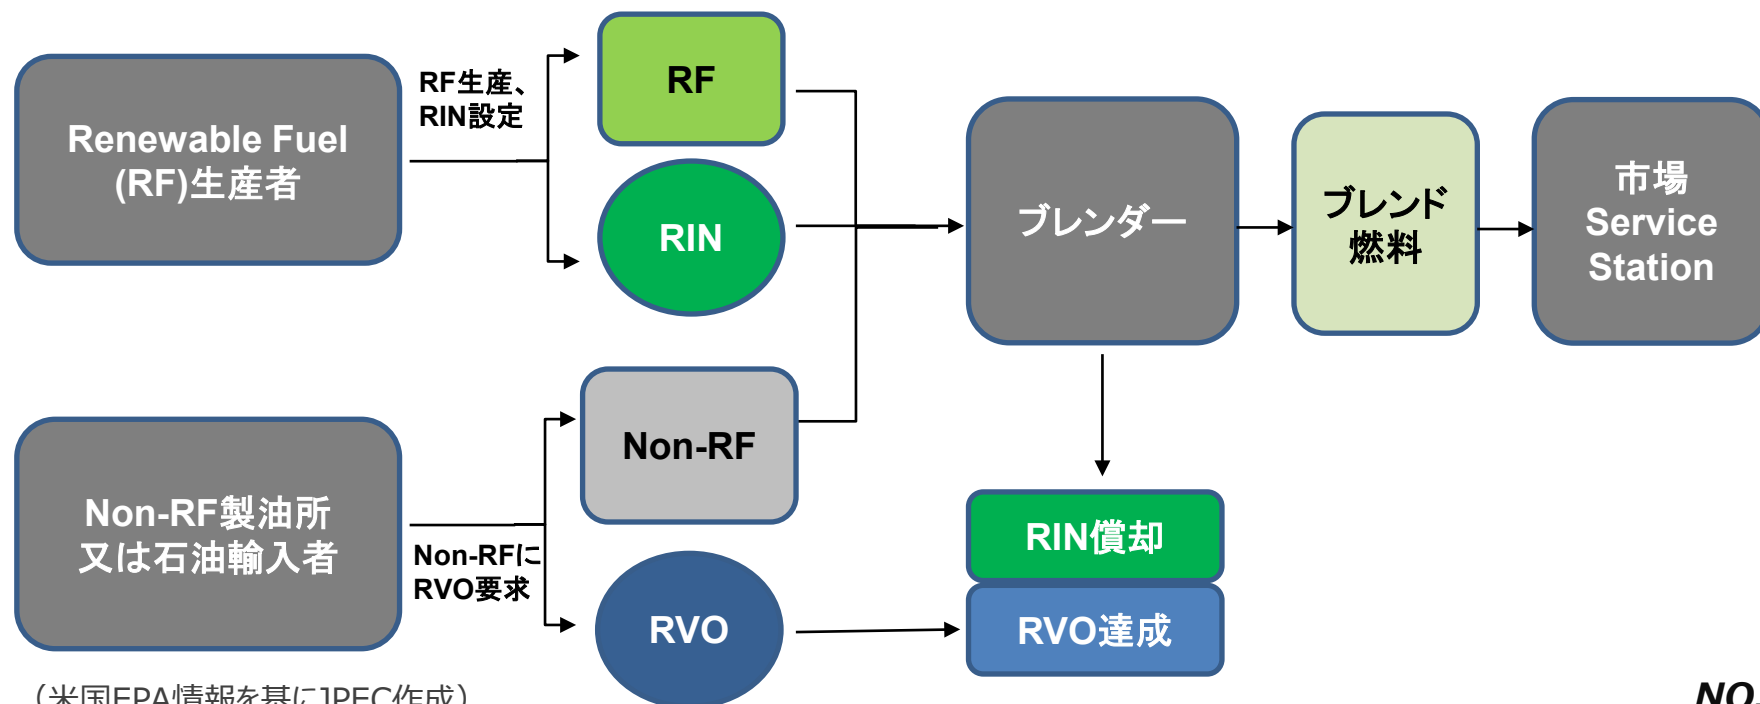 Renewable Fuel
(RF)生産者
RF生産、
RIN設定
RF
RIN
ブレンダー
ブレンド
燃料
市場
Service
Station
Non-RF製油所
又は石油輸入者
Non-RFに
RVO要求
Non-RF
RVO
RIN償却
RVO達成
（米国EPA情報を基にJPEC作成）
NO.